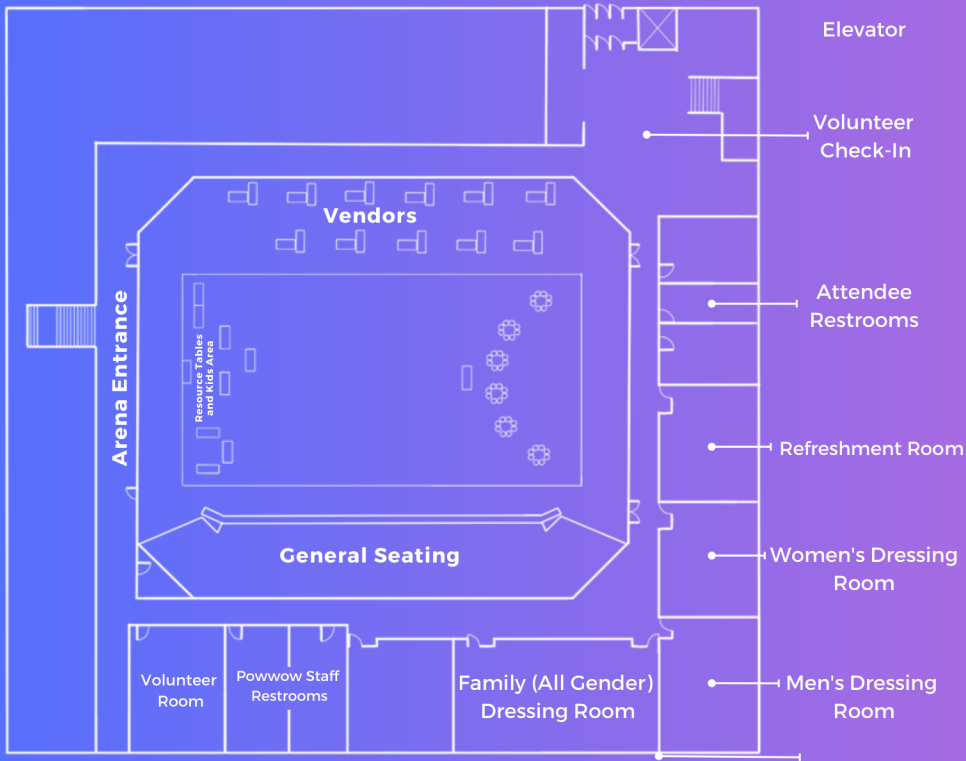 Elevator
Volunteer
Check-In
Vendors
Attendee
Restrooms
Arena Entrance
Resource Tables
and Kids Area
Refreshment Room
General Seating
Women's Dressing
Room
Volunteer
Room
Powwow Staff
Restrooms
Family (All Gender)
Dressing Room
Men's Dressing
Room